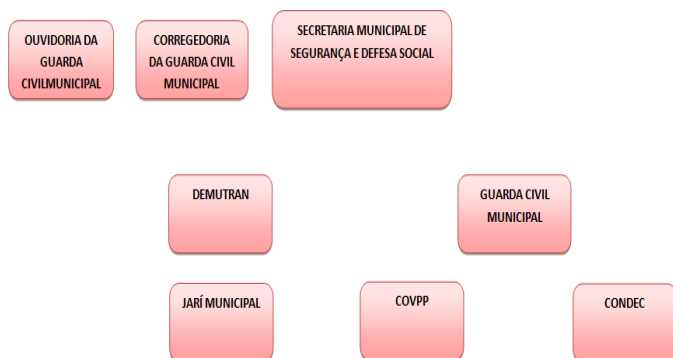 OUVIDORIA DA
GUARDA
CIVILMUNICIPAL
CORREGEDORIA
DA GUARDA CIVIL
MUNICIPAL
SECRETARIA MUNICIPAL DE
SEGURANÇA E DEFESA SOCIAL
DEMUTRAN
GUARDA CIVIL
MUNICIPAL
JARÍ MUNICIPAL
COVPP
CONDEC